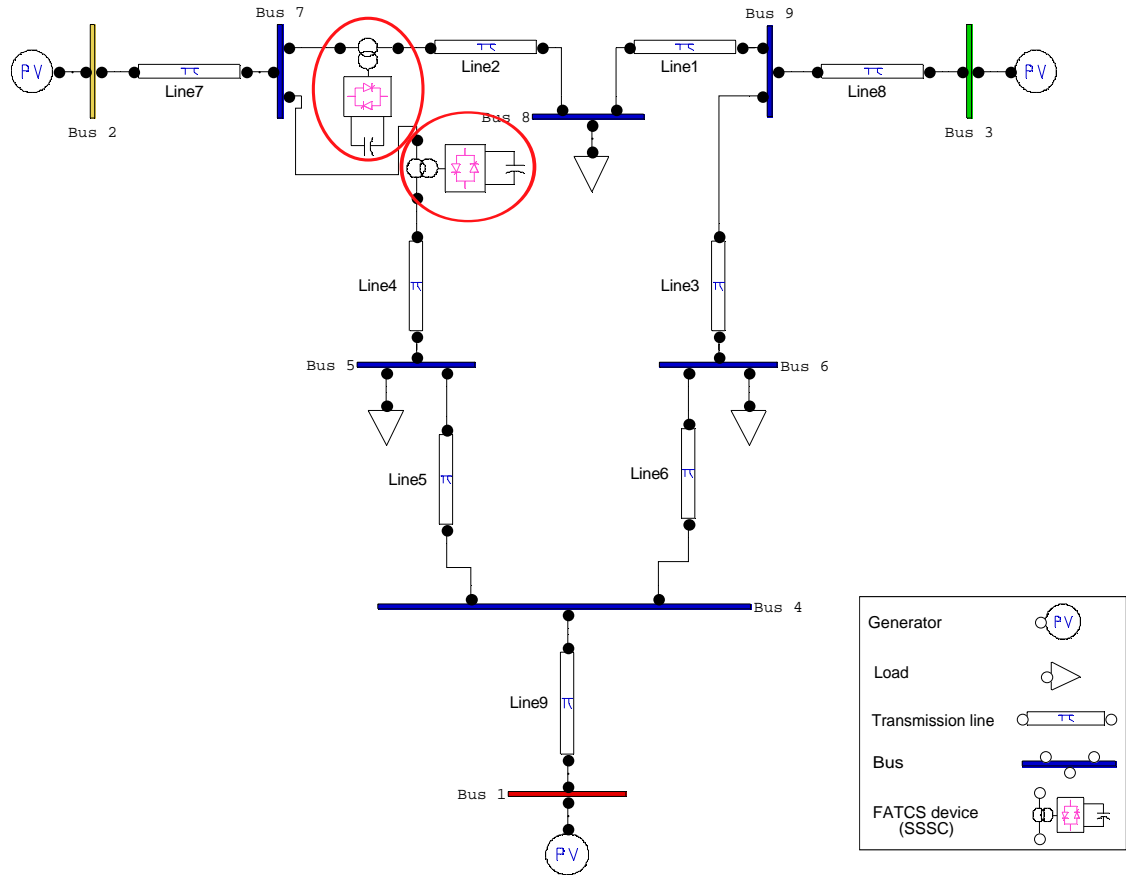 Bus 7
Bus 9
PV
Line7
Bus 2
π
Line2
π
Line1
π
Line8
π
PV
Bus 3
Bus 8
Line4
π
Line3
π
Bus 5
Bus 6
Line5
π
Line6
π
Bus 4
Line9
π
Bus 1
PV
Generator
PV
Load
Transmission line
π
Bus
FATCS device
(SSSC)